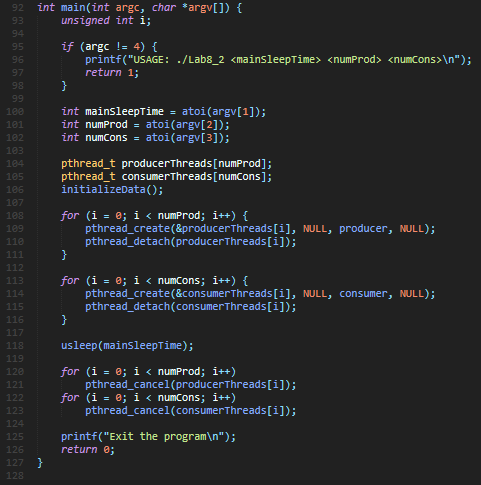 92 int main(int argc, char *argv[]) {
93     unsigned int i;
94
95     if (argc != 4) {
96         printf("USAGE: ./Lab8_2 <mainSleepTime> <numProd> <numCons>\n");
97         return 1;
98     }
99
100     int mainSleepTime = atoi(argv[1]);
101     int numProd = atoi(argv[2]);
102     int numCons = atoi(argv[3]);
103
104     pthread_t producerThreads[numProd];
105     pthread_t consumerThreads[numCons];
106     initializeData();
107
108     for (i = 0; i < numProd; i++) {
109         pthread_create(&producerThreads[i], NULL, producer, NULL);
110         pthread_detach(producerThreads[i]);
111     }
112
113     for (i = 0; i < numCons; i++) {
114         pthread_create(&consumerThreads[i], NULL, consumer, NULL);
115         pthread_detach(consumerThreads[i]);
116     }
117
118     usleep(mainSleepTime);
119
120     for (i = 0; i < numProd; i++)
121         pthread_cancel(producerThreads[i]);
122     for (i = 0; i < numCons; i++)
123         pthread_cancel(consumerThreads[i]);
124
125     printf("Exit the program\n");
126     return 0;
127 }
128